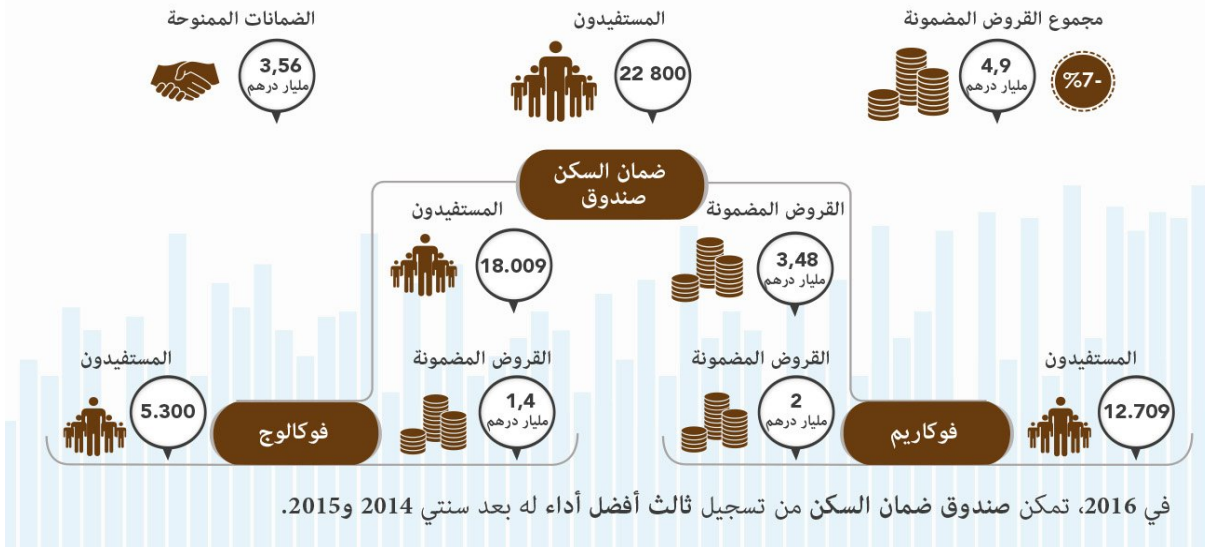 مجموع القروض المضمونة
%7-
4,9
مليار درهم
المستفيدون
22 800
الضمانات الممنوحة
3,56
مليار درهم
ضمان السكن
صندوق
القروض المضمونة
3,48
مليار درهم
المستفيدون
18.009
المستفيدون
12.709
فوكاريم
القروض المضمونة
2
مليار درهم
القروض المضمونة
1,4
مليار درهم
فوكالوج
المستفيدون
5.300
في 2016، تمكن صندوق ضمان السكن من تسجيل ثالث أفضل أداء له بعد سنتي 2014 و2015.